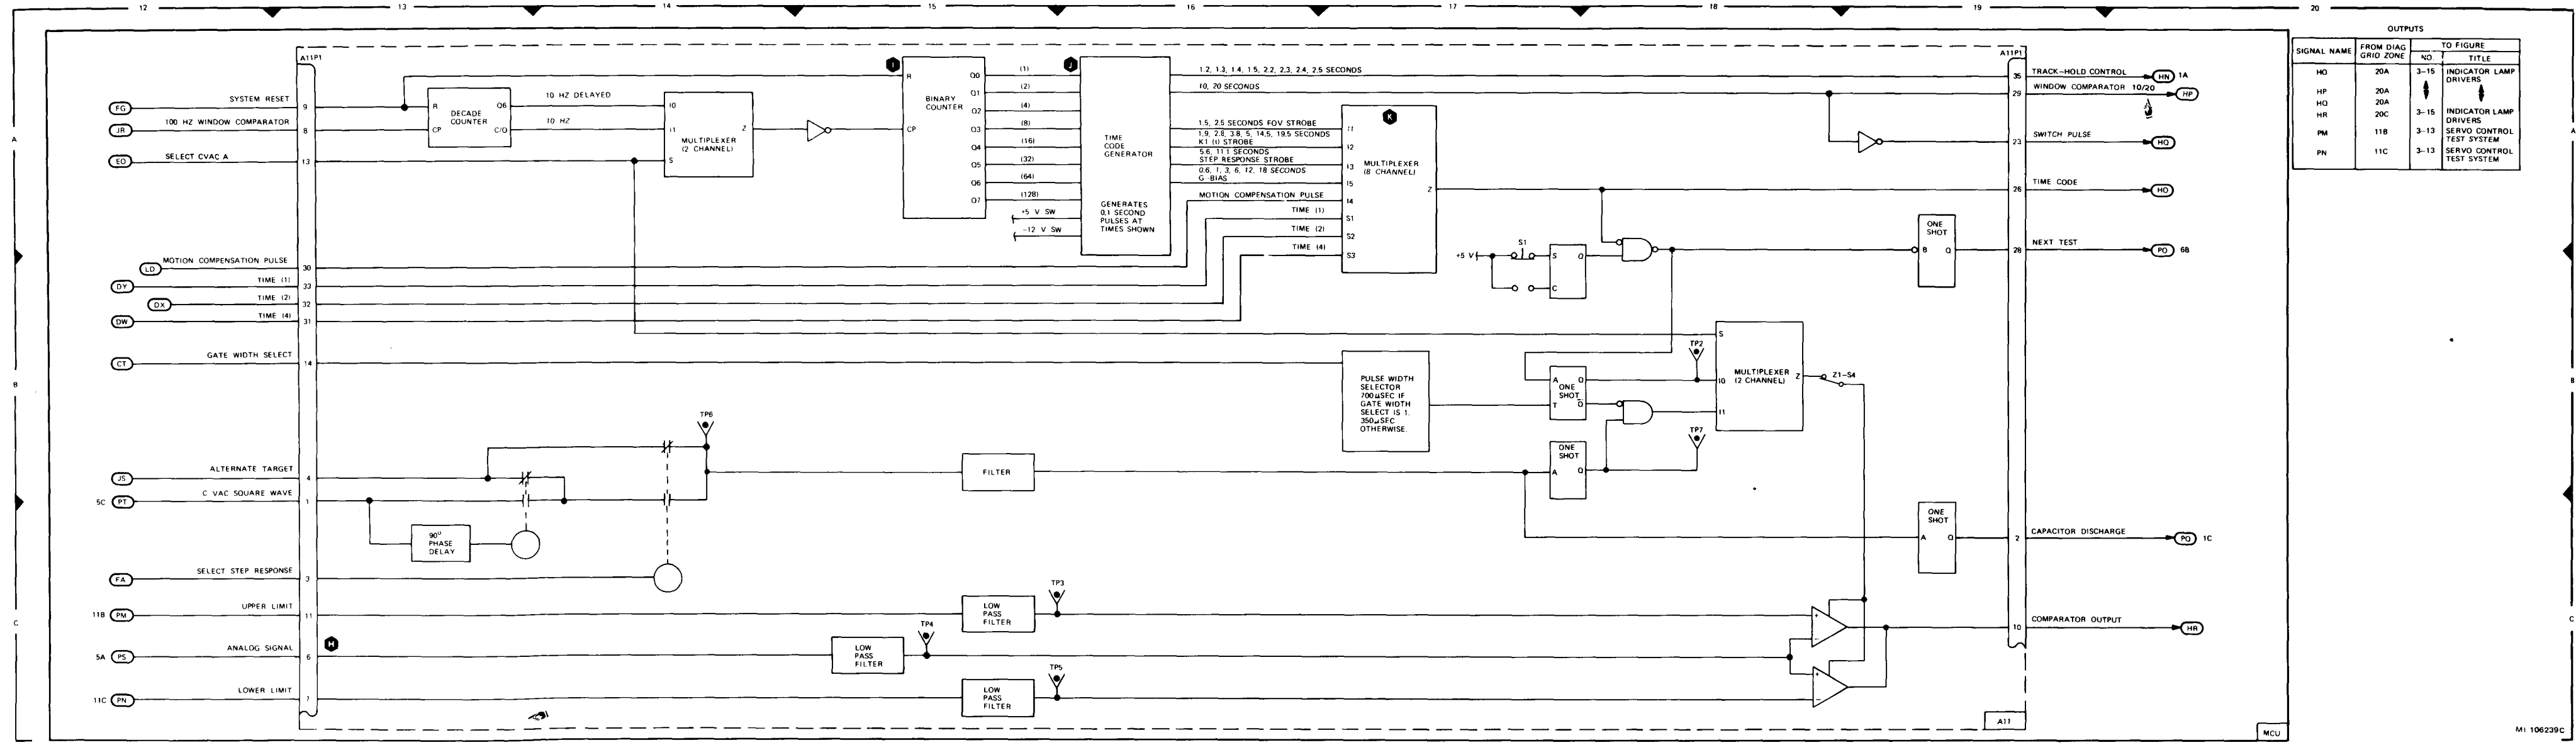 12 13 14 15 16 17 18 19 20
A11P1
FG SYSTEM RESET 9
JR 100 HZ WINDOW COMPARATOR 8
EO SELECT CVAC A 13
R
CP
DECADE
COUNTER
Q6
C/O
10 HZ DELAYED
10 HZ
I0
I1
S
Z
MULTIPLEXER
(2 CHANNEL)
I
R
CP
BINARY
COUNTER
Q0 (1)
Q1 (2)
Q2 (4)
Q3 (8)
Q4 (16)
Q5 (32)
Q6 (64)
Q7 (128)
+5 V SW
-12 V SW
J
TIME
CODE
GENERATOR
GENERATES
0.1 SECOND
PULSES AT
TIMES SHOWN
1.2, 1.3, 1.4, 1.5, 2.2, 2.3, 2.4, 2.5 SECONDS
10, 20 SECONDS
1.5, 2.5 SECONDS FOV STROBE
1.9, 2.8, 3.8, 5, 14.5, 19.5 SECONDS
K1 (t) STROBE
5.6, 11.1 SECONDS
STEP RESPONSE STROBE
0.6, 1, 3, 6, 12, 18 SECONDS
G-BIAS
MOTION COMPENSATION PULSE
TIME (1)
TIME (2)
TIME (4)
K
I1
I2
I3
I5
I4
S1
S2
S3
MULTIPLEXER
(8 CHANNEL)
Z
A11P1
35 TRACK-HOLD CONTROL HN 1A
29 WINDOW COMPARATOR 10/20 HP
23 SWITCH PULSE HQ
26 TIME CODE HO
28 NEXT TEST PO 6B
ONE
SHOT
B Q
+5 V
S1
S Q
C
LD MOTION COMPENSATION PULSE 30
DY TIME (1) 33
DX TIME (2) 32
DW TIME (4) 31
CT GATE WIDTH SELECT 14
PULSE WIDTH
SELECTOR
700 µSEC IF
GATE WIDTH
SELECT IS 1.
350µSEC
OTHERWISE.
A Q
ONE
SHOT
T Q
TP2
S
I0
I1
MULTIPLEXER
(2 CHANNEL)
Z
Z1-S4
TP7
ONE
SHOT
A Q
TP6
FILTER
JS ALTERNATE TARGET 4
5C PT C VAC SQUARE WAVE 1
90°
PHASE
DELAY
FA SELECT STEP RESPONSE 3
ONE
SHOT
A Q
2 CAPACITOR DISCHARGE PQ 1C
11B PM UPPER LIMIT 11
LOW
PASS
FILTER
TP3
H
5A PS ANALOG SIGNAL 6
LOW
PASS
FILTER
TP4
11C PN LOWER LIMIT 7
LOW
PASS
FILTER
TP5
+
-
+
-
10 COMPARATOR OUTPUT HR
A11
MCU
A A
B B
C C
OUTPUTS
SIGNAL NAME FROM DIAG GRID ZONE TO FIGURE NO. TITLE
HO 20A 3-15 INDICATOR LAMP DRIVERS
HP 20A
HQ 20A
HR 20C 3-15 INDICATOR LAMP DRIVERS
PM 11B 3-13 SERVO CONTROL TEST SYSTEM
PN 11C 3-13 SERVO CONTROL TEST SYSTEM
MI 106239C